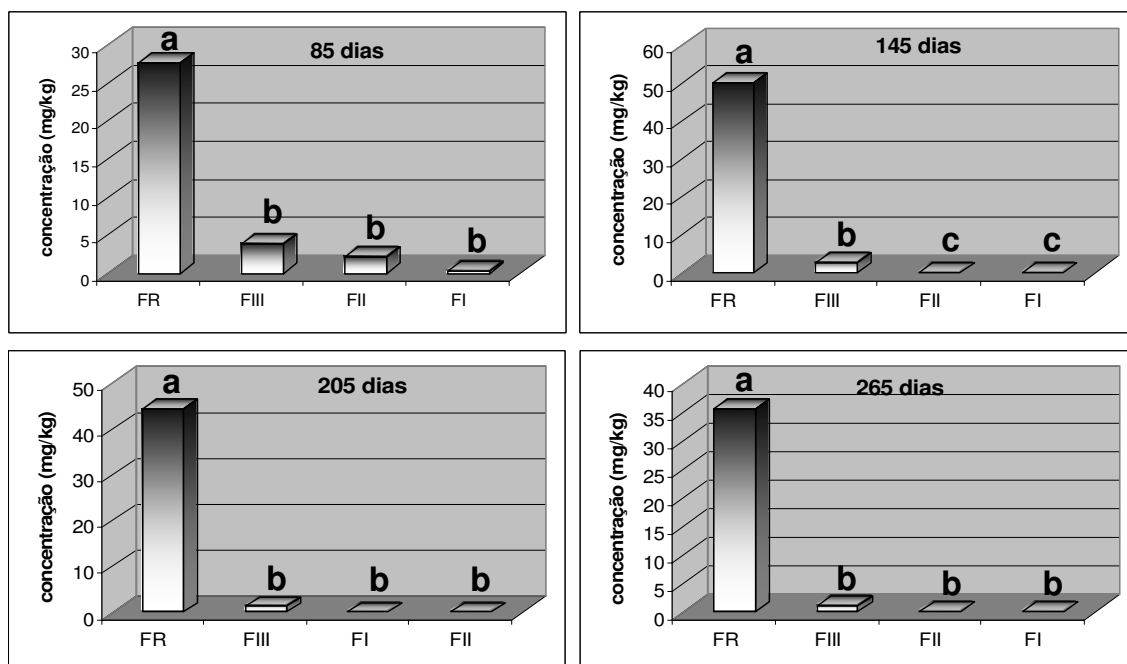 85 dias
concentração (mg/kg)
30
25
20
15
10
5
0
a
b
b
b
FR FIII FII FI
145 dias
concentração (mg/kg)
60
50
40
30
20
10
0
a
b
c
c
FR FIII FII FI
205 dias
concentração (mg/kg)
50
40
30
20
10
0
a
b
b
b
FR FIII FI FII
265 dias
concentração (mg/kg)
40
35
30
25
20
15
10
5
0
a
b
b
b
FR FIII FII FI